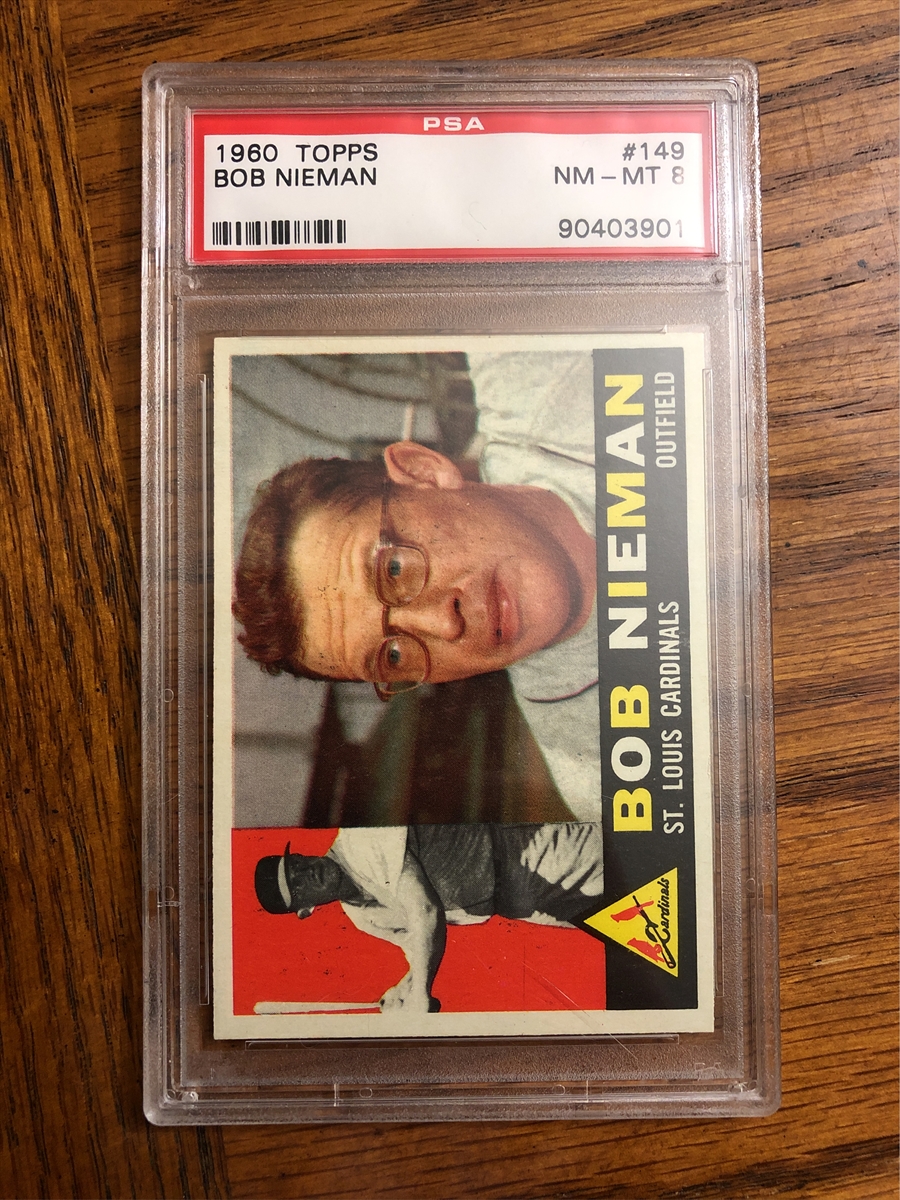 PSA
1960 TOPPS #149
BOB NIEMAN NM - MT 8
90403901
BOB NIEMAN
ST. LOUIS CARDINALS OUTFIELD
Cardinals